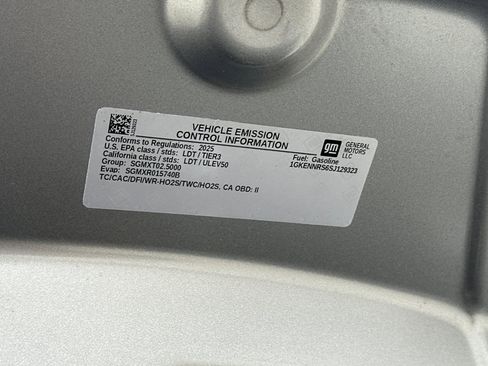 VEHICLE EMISSION
CONTROL INFORMATION
Conforms to Regulations: 2025
U.S. EPA class / stds: LDT / TIER3
California class / stds: LDT / ULEV50
Group: SGMXT02.5000
Evap: SGMXR015740B
TC/CAC/DFI/WR-HO2S/TWC/HO2S, CA OBD: II
Fuel: Gasoline
1GKENNRS6SJ129323
gm
GENERAL
MOTORS
LLC